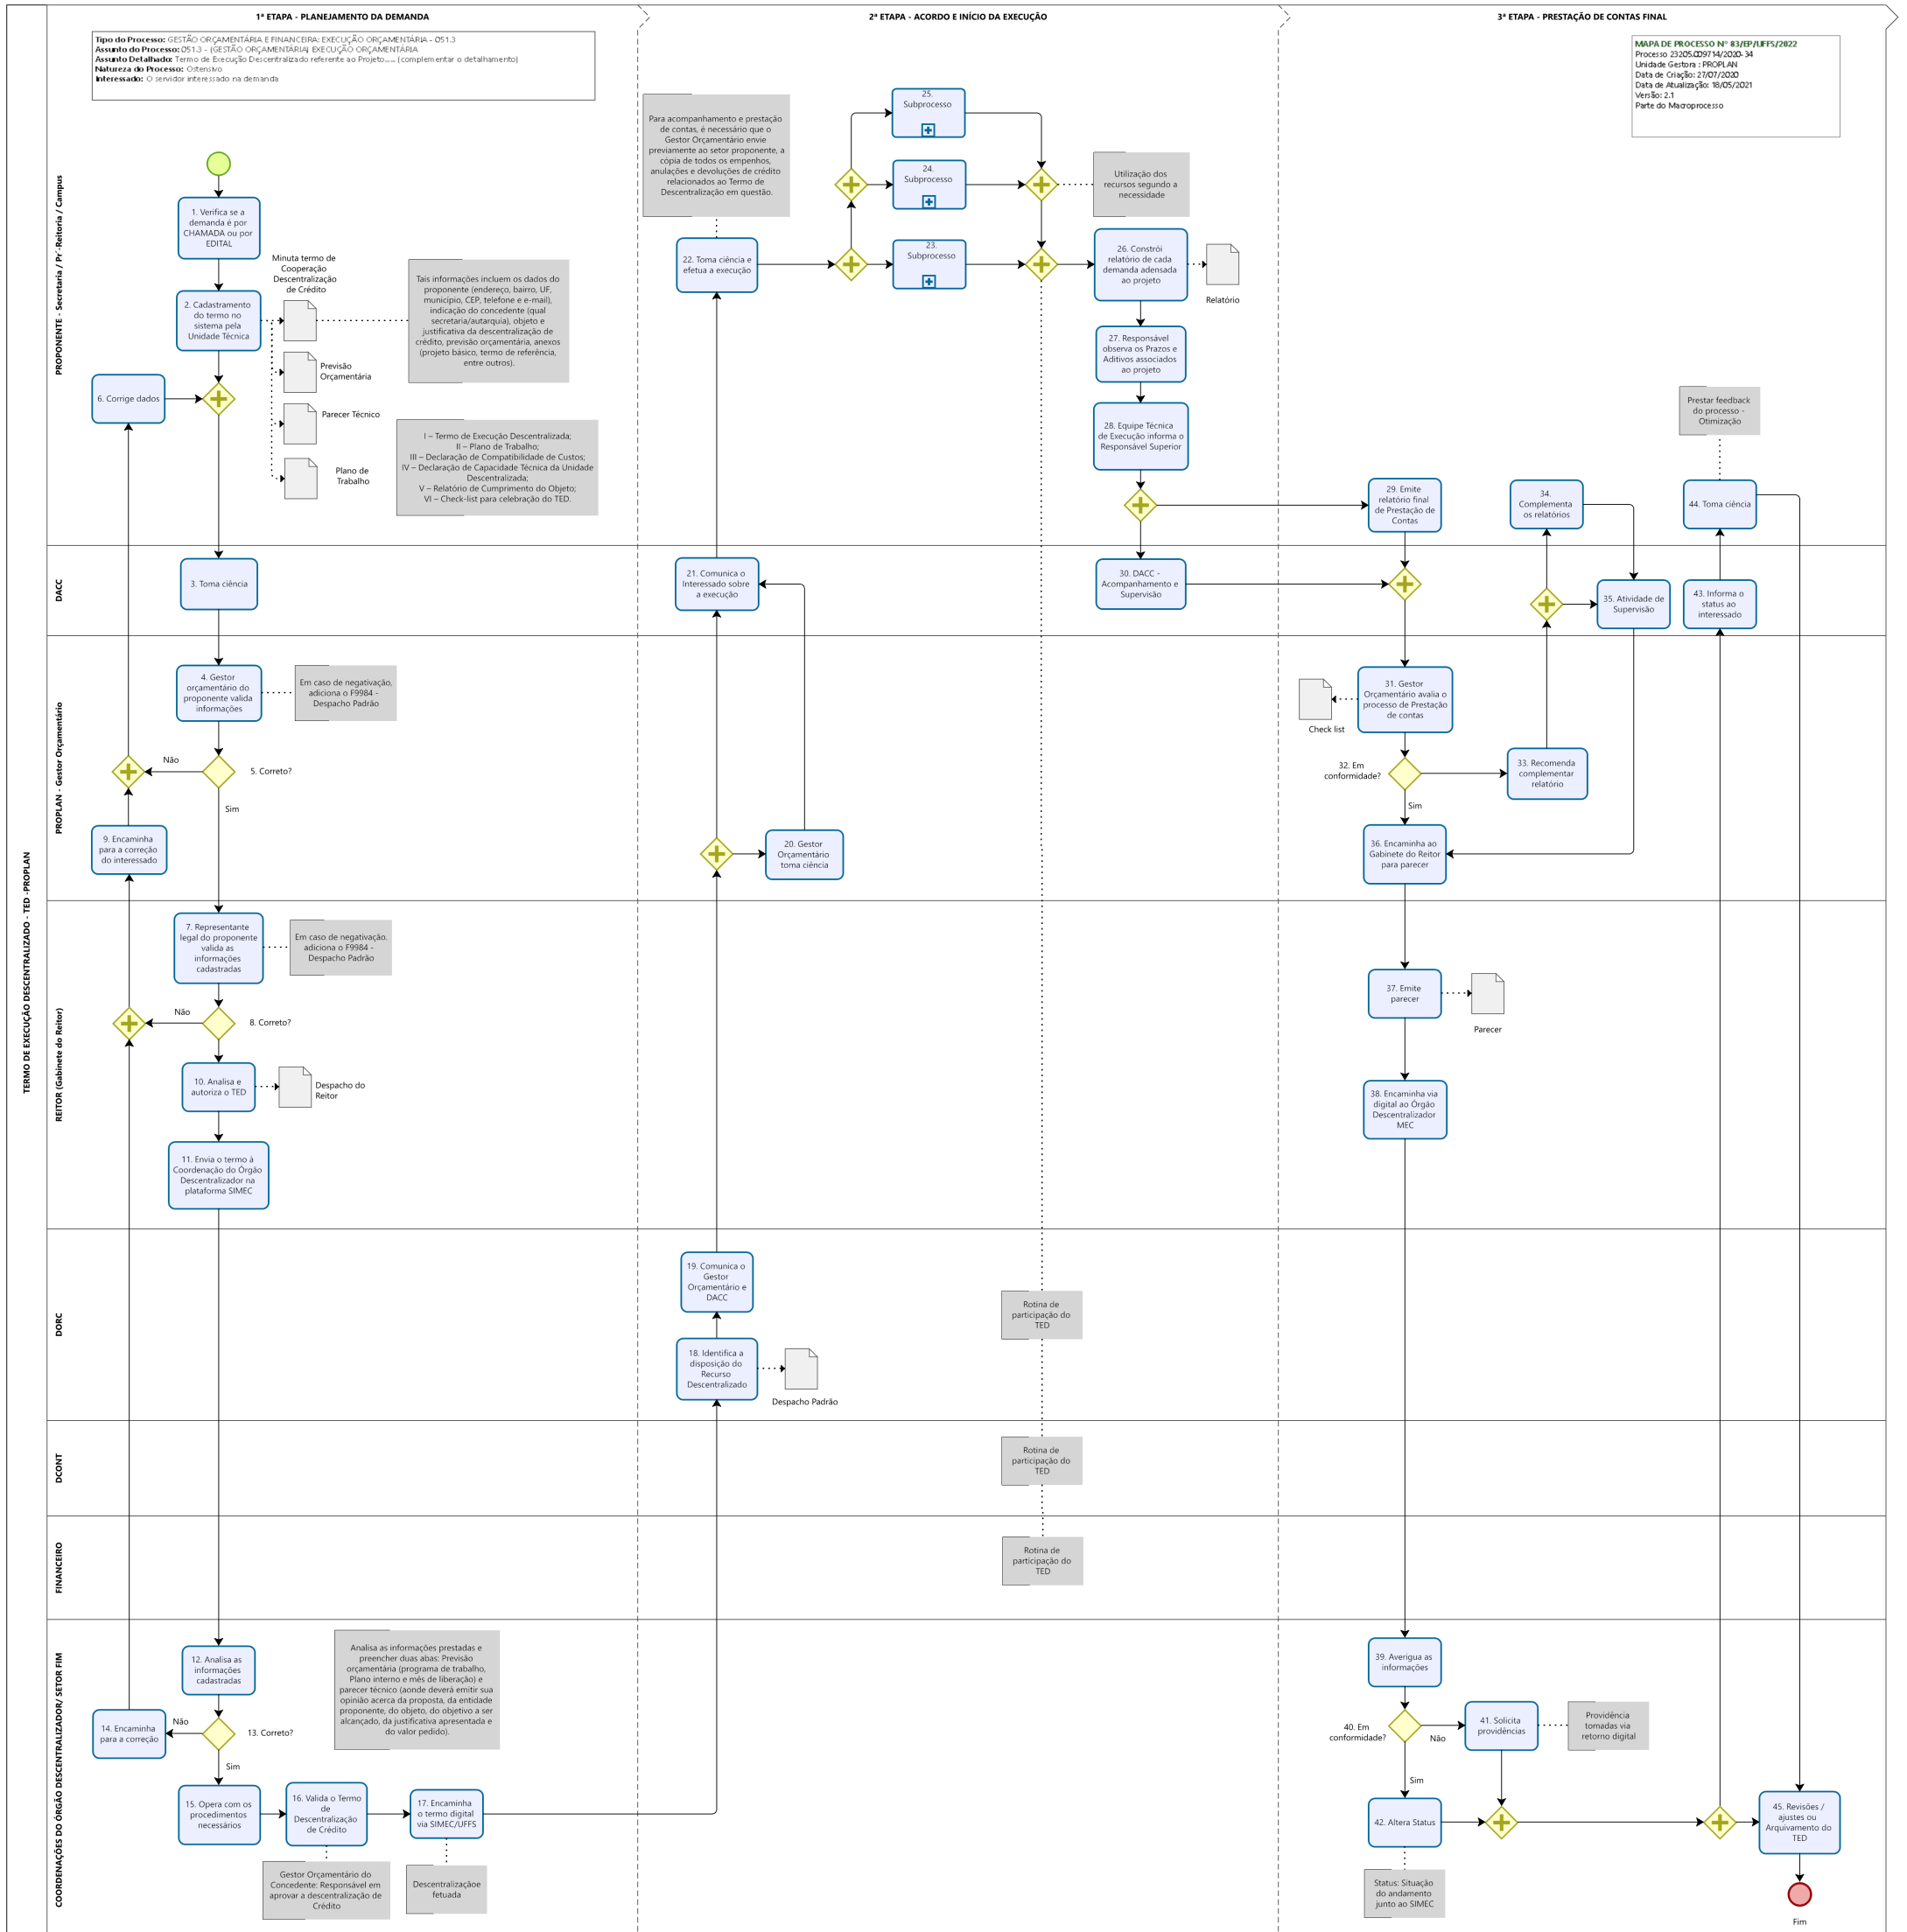 1ª ETAPA - PLANEJAMENTO DA DEMANDA
2ª ETAPA - ACORDO E INÍCIO DA EXECUÇÃO
3ª ETAPA - PRESTAÇÃO DE CONTAS FINAL
Tipo do Processo: GESTÃO ORÇAMENTÁRIA E FINANCEIRA: EXECUÇÃO ORÇAMENTÁRIA - 051.3
Assunto do Processo: 051.3 - (GESTÃO ORÇAMENTÁRIA) EXECUÇÃO ORÇAMENTÁRIA
Assunto Detalhado: Termo de Execução Descentralizado referente ao Projeto..... (complementar o detalhamento)
Natureza do Processo: Ostensivo
Interessado: O servidor interessado na demanda
MAPA DE PROCESSO Nº 83/EP/UFFS/2022
Processo 23205.009714/2020-34
Unidade Gestora : PROPLAN
Data de Criação: 27/07/2020
Data de Atualização: 18/05/2021
Versão: 2.1
Parte do Macroprocesso
TERMO DE EXECUÇÃO DESCENTRALIZADO - TED -PROPLAN
PROPONENTE - Secretaria / Pr´-Reitoria / Campus
1. Verifica se a
demanda é por
CHAMADA ou por
EDITAL
2. Cadastramento
do termo no
sistema pela
Unidade Técnica
Minuta termo de
Cooperação
Descentralização
de Crédito
Previsão
Orçamentária
Parecer Técnico
Plano de
Trabalho
Tais informações incluem os dados do
proponente (endereço, bairro, UF,
município, CEP, telefone e e-mail),
indicação do concedente (qual
secretaria/autarquia), objeto e
justificativa da descentralização de
crédito, previsão orçamentária, anexos
(projeto básico, termo de referência,
entre outros).
I – Termo de Execução Descentralizada;
II – Plano de Trabalho;
III – Declaração de Compatibilidade de Custos;
IV – Declaração de Capacidade Técnica da Unidade
Descentralizada;
V – Relatório de Cumprimento do Objeto;
VI – Check-list para celebração do TED.
6. Corrige dados
Para acompanhamento e prestação
de contas, é necessário que o
Gestor Orçamentário envie
previamente ao setor proponente, a
cópia de todos os empenhos,
anulações e devoluções de crédito
relacionados ao Termo de
Descentralização em questão.
22. Toma ciência e
efetua a execução
25.
Subprocesso
24.
Subprocesso
23.
Subprocesso
Utilização dos
recursos segundo a
necessidade
26. Constrói
relatório de cada
demanda adensada
ao projeto
Relatório
27. Responsável
observa os Prazos e
Aditivos associados
ao projeto
28. Equipe Técnica
de Execução informa o
Responsável Superior
29. Emite
relatório final
de Prestação de
Contas
34.
Complementa
os relatórios
Prestar feedback
do processo -
Otimização
44. Toma ciência
DACC
3. Toma ciência
21. Comunica o
Interessado sobre
a execução
30. DACC -
Acompanhamento e
Supervisão
35. Atividade de
Supervisão
43. Informa o
status ao
interessado
PROPLAN - Gestor Orçamentário
4. Gestor
orçamentário do
proponente valida
informações
Em caso de negativação,
adiciona o F9984 -
Despacho Padrão
5. Correto?
Não
Sim
9. Encaminha
para a correção
do interessado
20. Gestor
Orçamentário
toma ciência
31. Gestor
Orçamentário avalia o
processo de Prestação
de contas
Check list
32. Em
conformidade?
Sim
33. Recomenda
complementar
relatório
36. Encaminha ao
Gabinete do Reitor
para parecer
REITOR (Gabinete do Reitor)
7. Representante
legal do proponente
valida as
informações
cadastradas
Em caso de negativação.
adiciona o F9984 -
Despacho Padrão
8. Correto?
Não
10. Analisa e
autoriza o TED
Despacho do
Reitor
11. Envia o termo à
Coordenação do Órgão
Descentralizador na
plataforma SIMEC
37. Emite
parecer
Parecer
38. Encaminha via
digital ao Órgão
Descentralizador
MEC
DORC
19. Comunica o
Gestor
Orçamentário e
DACC
18. Identifica a
disposição do
Recurso
Descentralizado
Despacho Padrão
Rotina de
participação do
TED
DCONT
Rotina de
participação do
TED
FINANCEIRO
Rotina de
participação do
TED
COORDENAÇÕES DO ÓRGÃO DESCENTRALIZADOR/ SETOR FIM
12. Analisa as
informações
cadastradas
Analisa as informações prestadas e
preencher duas abas: Previsão
orçamentária (programa de trabalho,
Plano interno e mês de liberação) e
parecer técnico (aonde deverá emitir sua
opinião acerca da proposta, da entidade
proponente, do objeto, do objetivo a ser
alcançado, da justificativa apresentada e
do valor pedido).
14. Encaminha
para a correção
Não
13. Correto?
Sim
15. Opera com os
procedimentos
necessários
16. Valida o Termo
de
Descentralização
de Crédito
17. Encaminha
o termo digital
via SIMEC/UFFS
Gestor Orçamentário do
Concedente: Responsável em
aprovar a descentralização de
Crédito
Descentralizaçãoe
fetuada
39. Averigua as
informações
40. Em
conformidade?
Não
Sim
41. Solicita
providências
Providência
tomadas via
retorno digital
42. Altera Status
Status: Situação
do andamento
junto ao SIMEC
45. Revisões /
ajustes ou
Arquivamento do
TED
Fim